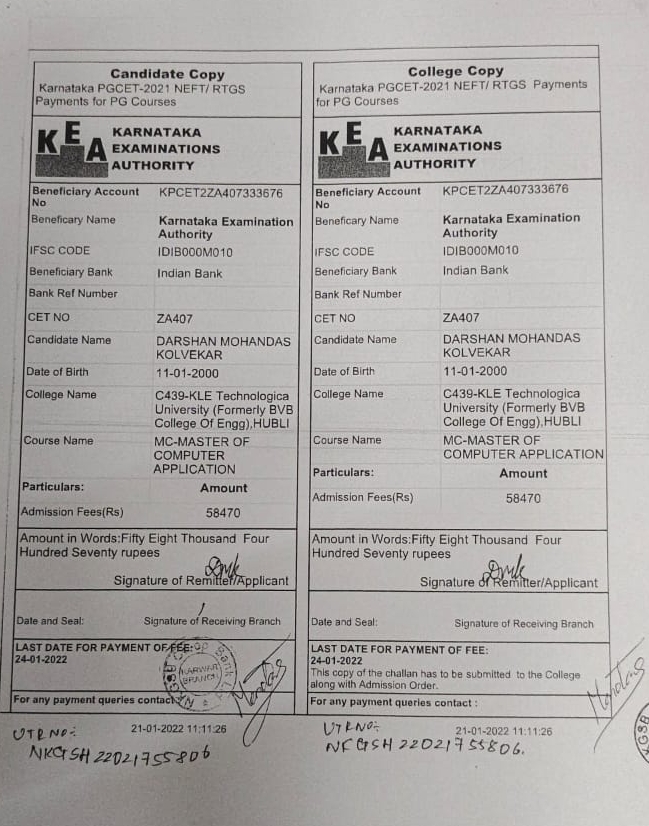 Candidate Copy
Karnataka PGCET-2021 NEFT/ RTGS
Payments for PG Courses
KEA
KARNATAKA
EXAMINATIONS
AUTHORITY
Beneficiary Account No KPCET2ZA407333676
Beneficary Name Karnataka Examination
Authority
IFSC CODE IDIB000M010
Beneficiary Bank Indian Bank
Bank Ref Number
CET NO ZA407
Candidate Name DARSHAN MOHANDAS
KOLVEKAR
Date of Birth 11-01-2000
College Name C439-KLE Technologica
University (Formerly BVB
College Of Engg),HUBLI
Course Name MC-MASTER OF
COMPUTER
APPLICATION
Particulars: Amount
Admission Fees(Rs) 58470
Amount in Words:Fifty Eight Thousand Four
Hundred Seventy rupees
Signature of Remitter/Applicant
Date and Seal: Signature of Receiving Branch
LAST DATE FOR PAYMENT OF FEE:
24-01-2022
KARWAR
BRANCH
For any payment queries contact
21-01-2022 11:11:26
UTR NO:
NKGSH 22021755806
College Copy
Karnataka PGCET-2021 NEFT/ RTGS Payments
for PG Courses
KEA
KARNATAKA
EXAMINATIONS
AUTHORITY
Beneficiary Account No KPCET2ZA407333676
Beneficary Name Karnataka Examination
Authority
IFSC CODE IDIB000M010
Beneficiary Bank Indian Bank
Bank Ref Number
CET NO ZA407
Candidate Name DARSHAN MOHANDAS
KOLVEKAR
Date of Birth 11-01-2000
College Name C439-KLE Technologica
University (Formerly BVB
College Of Engg),HUBLI
Course Name MC-MASTER OF
COMPUTER APPLICATION
Particulars: Amount
Admission Fees(Rs) 58470
Amount in Words:Fifty Eight Thousand Four
Hundred Seventy rupees
Signature of Remitter/Applicant
Date and Seal: Signature of Receiving Branch
LAST DATE FOR PAYMENT OF FEE:
24-01-2022
This copy of the challan has to be submitted to the College
along with Admission Order.
For any payment queries contact :
21-01-2022 11:11:26
UTR NO:
NKGSH 22021755806.